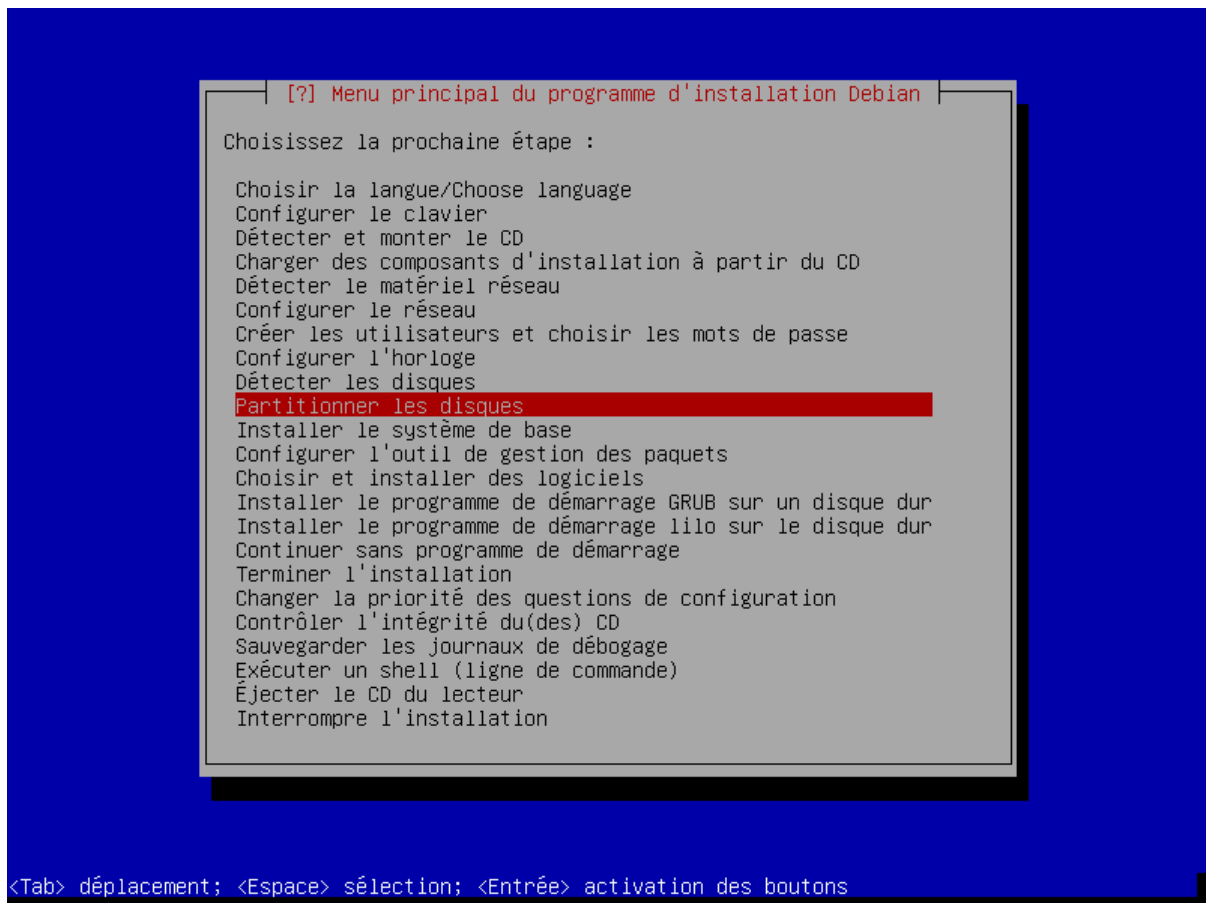 [?] Menu principal du programme d'installation Debian
Choisissez la prochaine étape :
Choisir la langue/Choose language
Configurer le clavier
Détecter et monter le CD
Charger des composants d'installation à partir du CD
Détecter le matériel réseau
Configurer le réseau
Créer les utilisateurs et choisir les mots de passe
Configurer l'horloge
Détecter les disques
Partitionner les disques
Installer le système de base
Configurer l'outil de gestion des paquets
Choisir et installer des logiciels
Installer le programme de démarrage GRUB sur un disque dur
Installer le programme de démarrage lilo sur le disque dur
Continuer sans programme de démarrage
Terminer l'installation
Changer la priorité des questions de configuration
Contrôler l'intégrité du(des) CD
Sauvegarder les journaux de débogage
Exécuter un shell (ligne de commande)
Éjecter le CD du lecteur
Interrompre l'installation
<Tab> déplacement; <Espace> sélection; <Entrée> activation des boutons